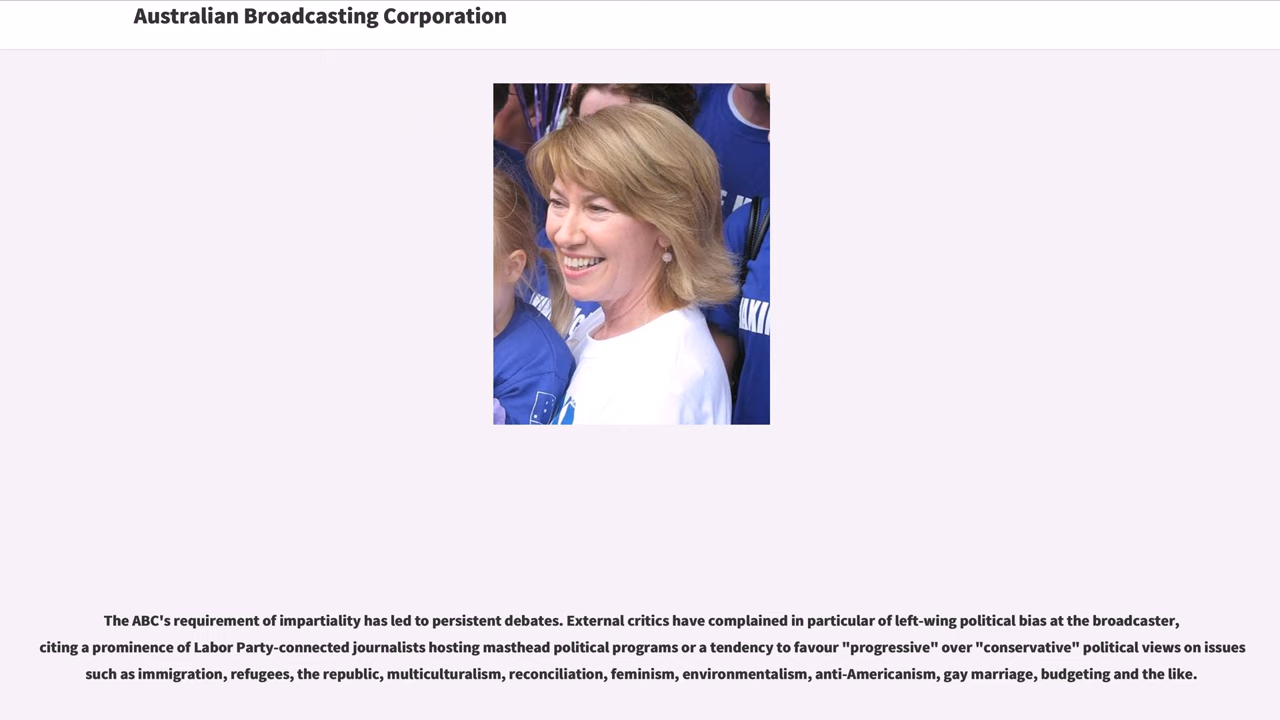 Australian Broadcasting Corporation
The ABC's requirement of impartiality has led to persistent debates. External critics have complained in particular of left-wing political bias at the broadcaster,
citing a prominence of Labor Party-connected journalists hosting masthead political programs or a tendency to favour "progressive" over "conservative" political views on issues
such as immigration, refugees, the republic, multiculturalism, reconciliation, feminism, environmentalism, anti-Americanism, gay marriage, budgeting and the like.